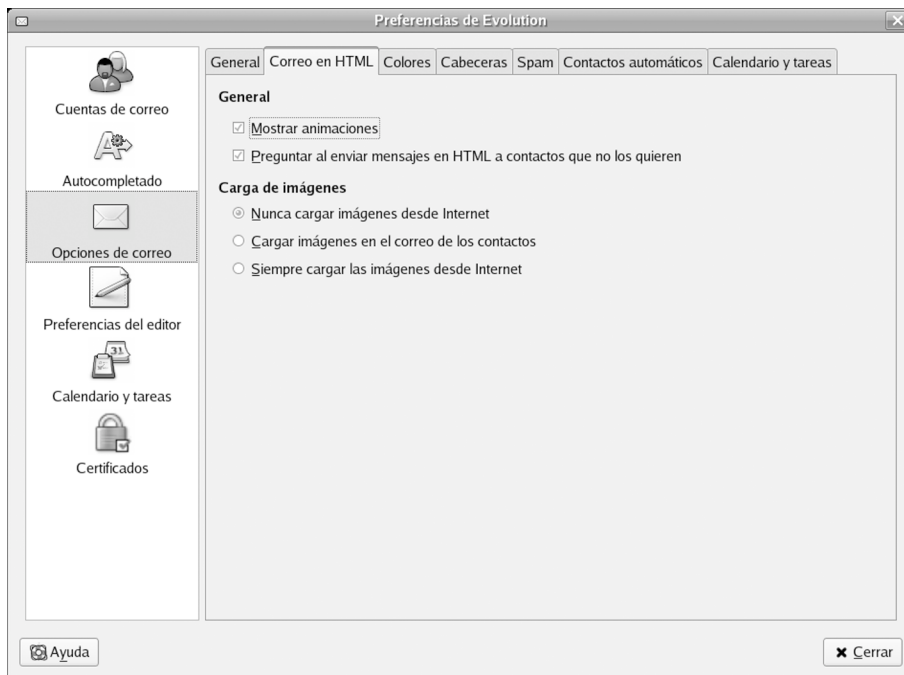 Preferencias de Evolution
Cuentas de correo
Autocompletado
Opciones de correo
Preferencias del editor
31
Calendario y tareas
Certificados
General Correo en HTML Colores Cabeceras Spam Contactos automáticos Calendario y tareas
General
Mostrar animaciones
Preguntar al enviar mensajes en HTML a contactos que no los quieren
Carga de imágenes
Nunca cargar imágenes desde Internet
Cargar imágenes en el correo de los contactos
Siempre cargar las imágenes desde Internet
Ayuda
Cerrar